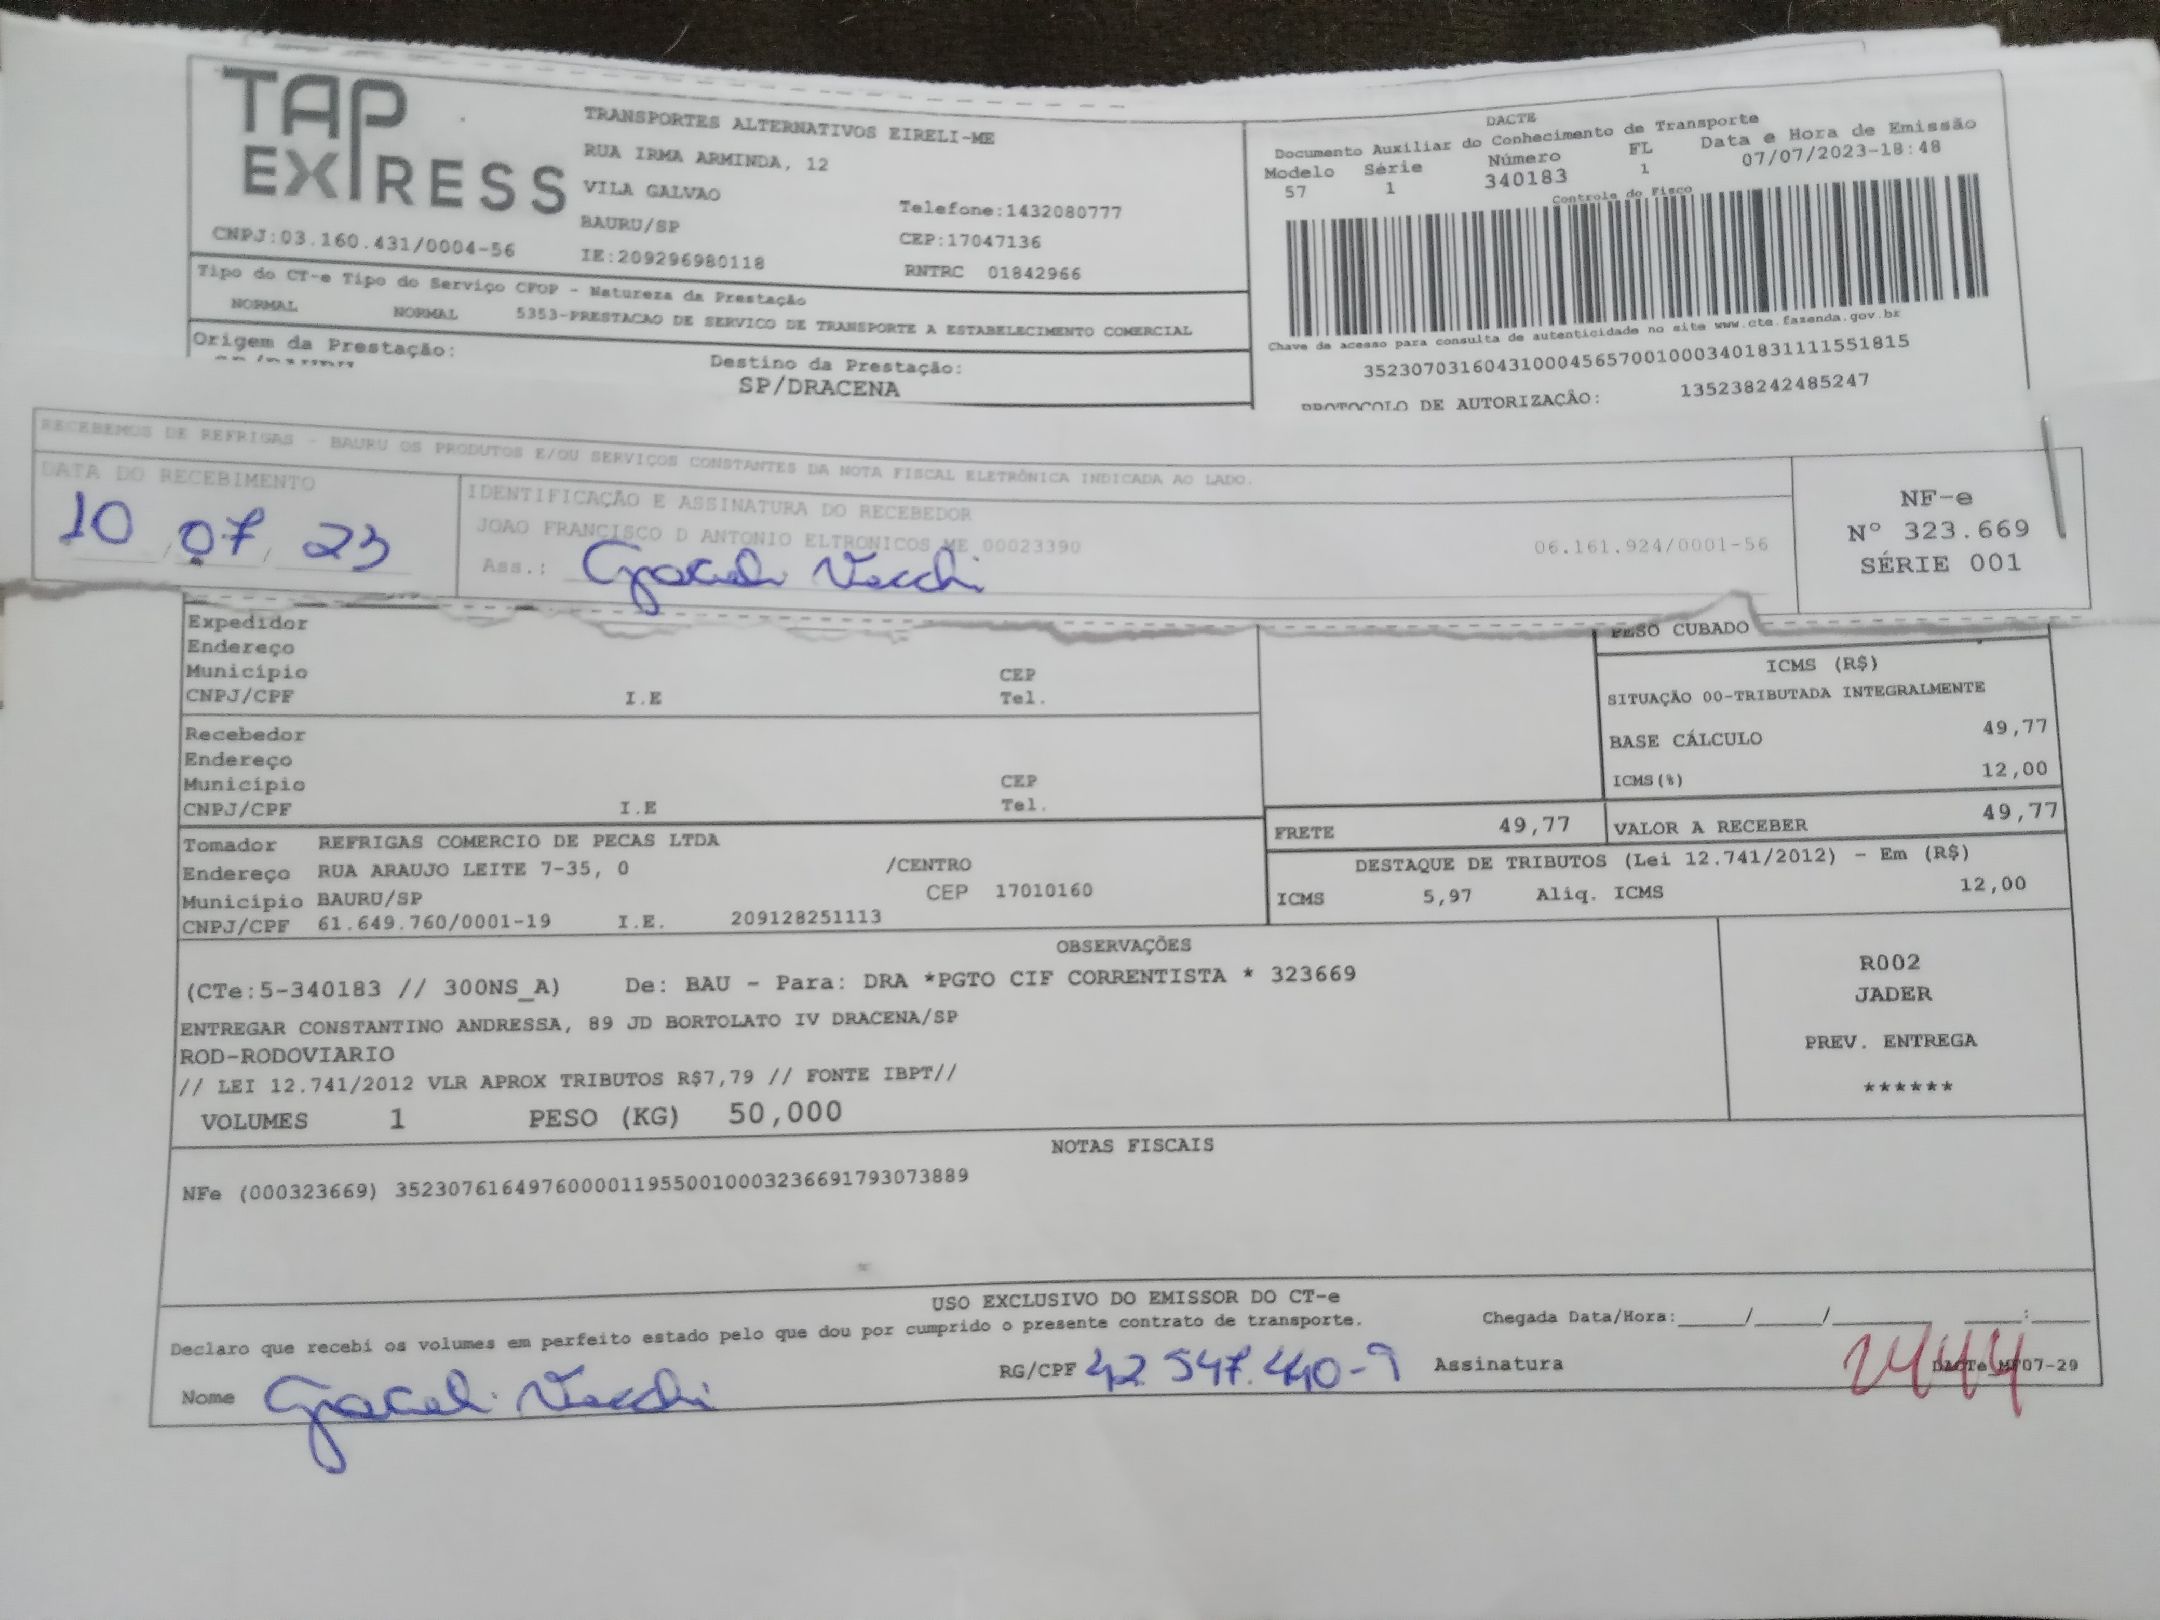 TAP
EXPRESS
TRANSPORTES ALTERNATIVOS EIRELI-ME
RUA IRMA ARMINDA, 12
VILA GALVAO
BAURU/SP
Telefone:1432080777
CEP:17047136
CNPJ:03.160.431/0004-56
IE:209296980118
RNTRC 01842966
DACTE
Documento Auxiliar do Conhecimento de Transporte
Modelo Série Número FL Data e Hora de Emissão
57 1 340183 1 07/07/2023-18:48
Controle do Fisco
Chave de acesso para consulta de autenticidade no site www.cte.fazenda.gov.br
35230703160431000456570010003401831111551815
PROTOCOLO DE AUTORIZAÇÃO: 135238242485247
Tipo do CT-e Tipo do Serviço CFOP - Natureza da Prestação
NORMAL NORMAL 5353-PRESTACAO DE SERVICO DE TRANSPORTE A ESTABELECIMENTO COMERCIAL
Origem da Prestação: Destino da Prestação:
SP/DRACENA
RECEBEMOS DE REFRIGAS - BAURU OS PRODUTOS E/OU SERVIÇOS CONSTANTES DA NOTA FISCAL ELETRÔNICA INDICADA AO LADO.
DATA DO RECEBIMENTO
10/07/23
IDENTIFICAÇÃO E ASSINATURA DO RECEBEDOR
JOAO FRANCISCO D ANTONIO ELTRONICOS ME 00023390 06.161.924/0001-56
Ass.: Graciali Vecchi
NF-e
Nº 323.669
SÉRIE 001
Expedidor
Endereço
Município CEP
CNPJ/CPF I.E Tel.
Recebedor
Endereço
Município CEP
CNPJ/CPF I.E Tel.
PESO CUBADO
ICMS (R$)
SITUAÇÃO 00-TRIBUTADA INTEGRALMENTE
BASE CÁLCULO 49,77
ICMS(%) 12,00
FRETE 49,77 VALOR A RECEBER 49,77
DESTAQUE DE TRIBUTOS (Lei 12.741/2012) - Em (R$)
ICMS 5,97 Aliq. ICMS 12,00
Tomador REFRIGAS COMERCIO DE PECAS LTDA
Endereço RUA ARAUJO LEITE 7-35, 0 /CENTRO
Município BAURU/SP CEP 17010160
CNPJ/CPF 61.649.760/0001-19 I.E. 209128251113
OBSERVAÇÕES
(CTe:5-340183 // 300NS_A) De: BAU - Para: DRA *PGTO CIF CORRENTISTA * 323669
ENTREGAR CONSTANTINO ANDRESSA, 89 JD BORTOLATO IV DRACENA/SP
ROD-RODOVIARIO
// LEI 12.741/2012 VLR APROX TRIBUTOS R$7,79 // FONTE IBPT//
VOLUMES 1 PESO (KG) 50,000
R002
JADER
PREV. ENTREGA
******
NOTAS FISCAIS
NFe (000323669) 35230761649760000119550010003236691793073889
USO EXCLUSIVO DO EMISSOR DO CT-e
Declaro que recebi os volumes em perfeito estado pelo que dou por cumprido o presente contrato de transporte.
Chegada Data/Hora:_____/_____/_______ ____:____
Nome Graciali Vecchi RG/CPF 42.547.440-9 Assinatura
DACTe_MF07-29